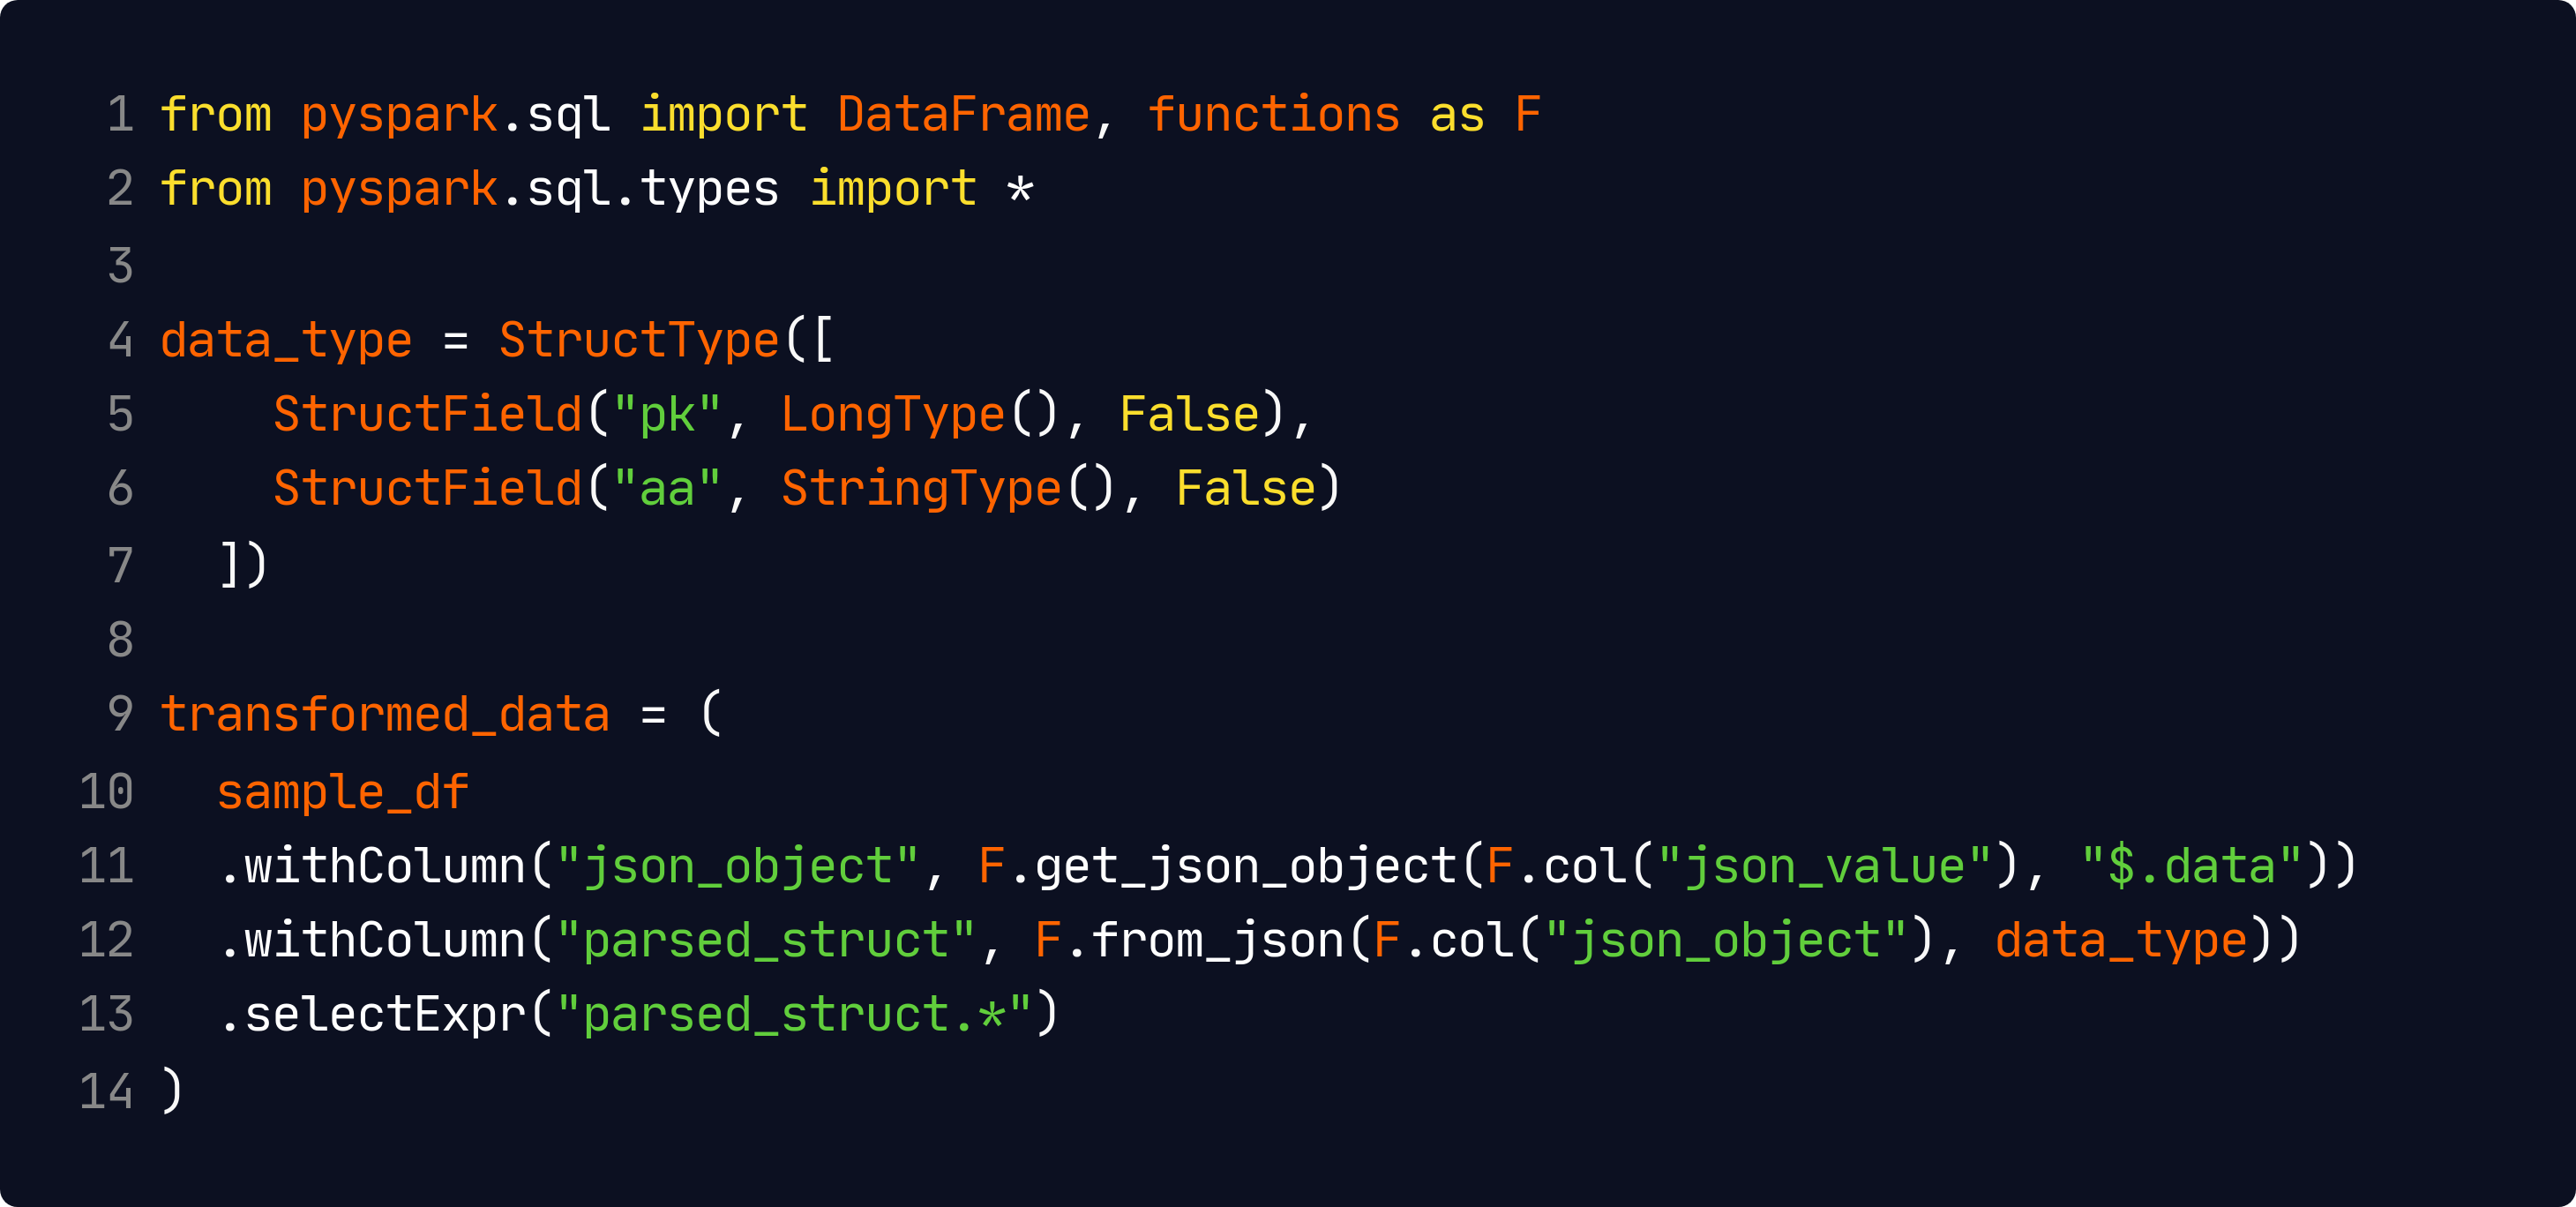 1 from pyspark.sql import DataFrame, functions as F
2 from pyspark.sql.types import *
3
4 data_type = StructType([
5     StructField("pk", LongType(), False),
6     StructField("aa", StringType(), False)
7   ])
8
9 transformed_data = (
10   sample_df
11   .withColumn("json_object", F.get_json_object(F.col("json_value"), "$.data"))
12   .withColumn("parsed_struct", F.from_json(F.col("json_object"), data_type))
13   .selectExpr("parsed_struct.*")
14 )